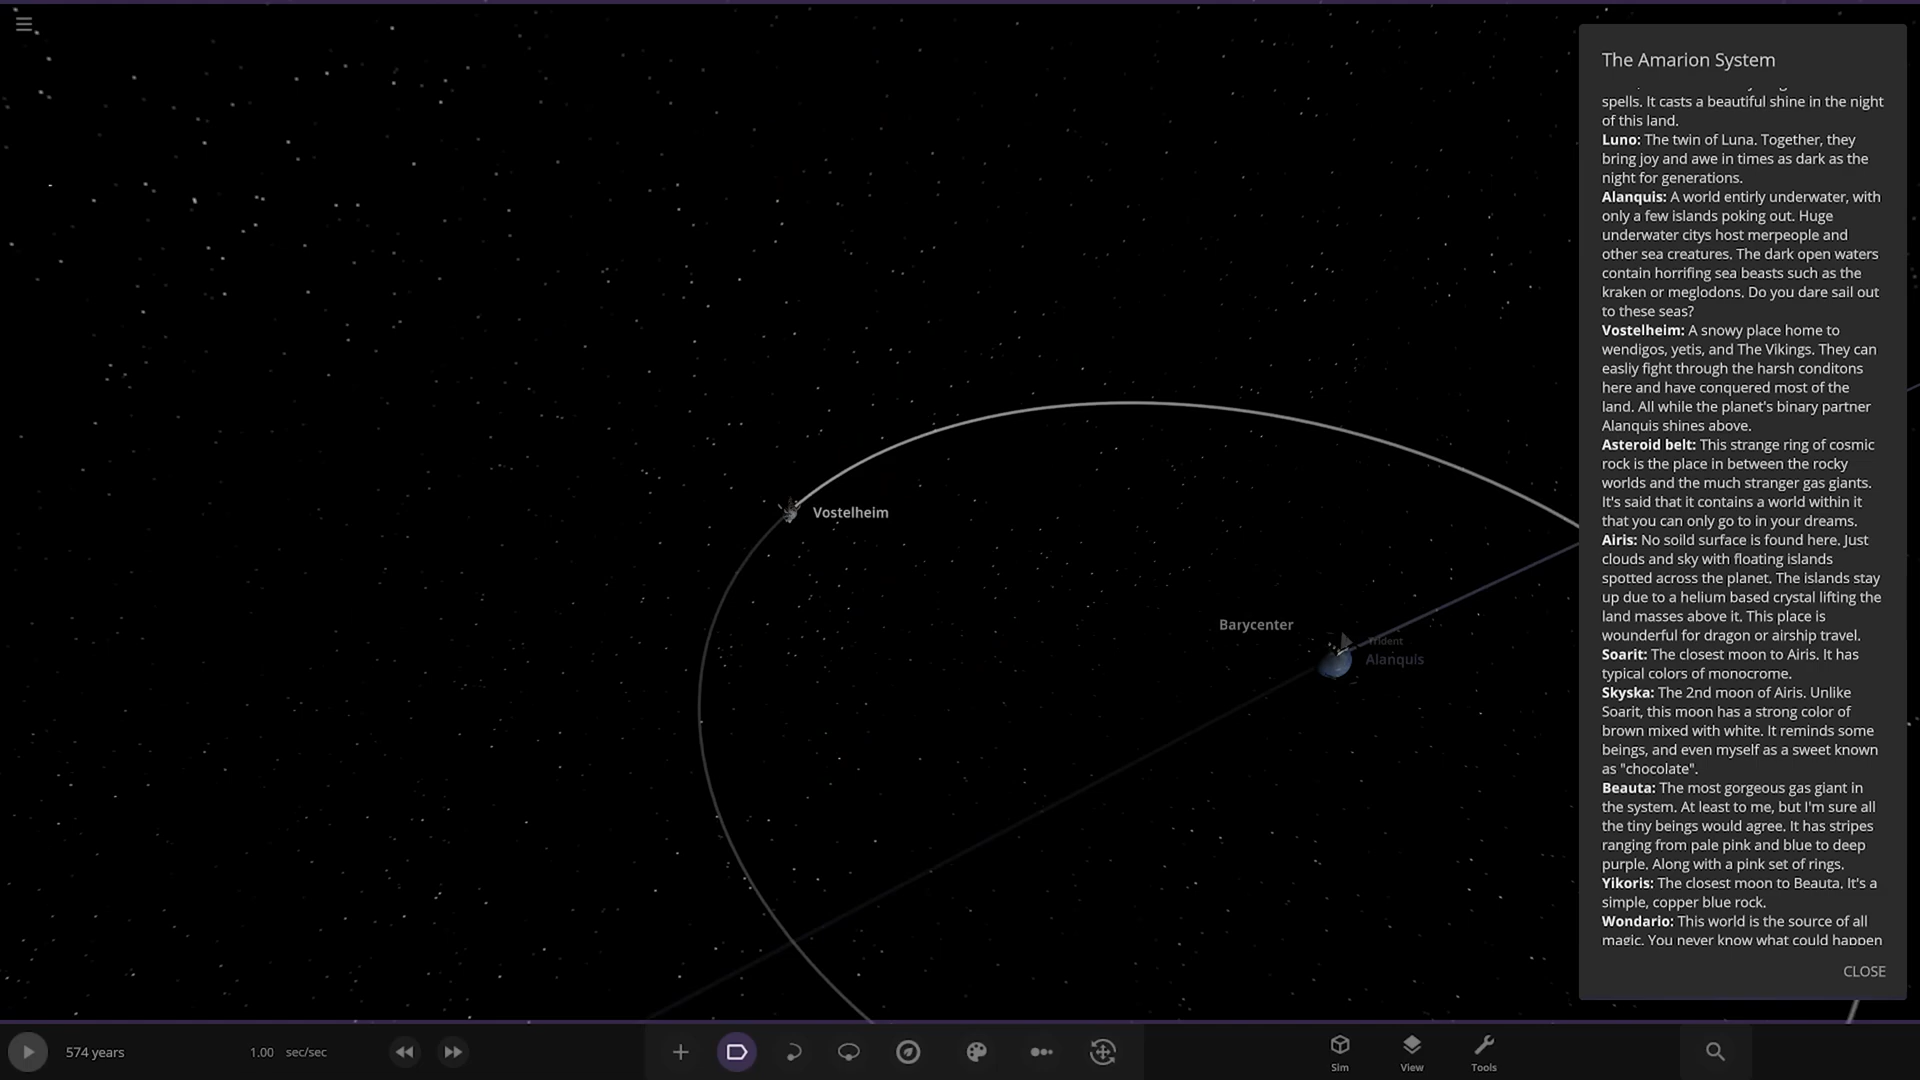 The Amarion System
spells. It casts a beautiful shine in the night
of this land.
Luno: The twin of Luna. Together, they
bring joy and awe in times as dark as the
night for generations.
Alanquis: A world entirly underwater, with
only a few islands poking out. Huge
underwater citys host merpeople and
other sea creatures. The dark open waters
contain horrifing sea beasts such as the
kraken or meglodons. Do you dare sail out
to these seas?
Vostelheim: A snowy place home to
wendigos, yetis, and The Vikings. They can
easliy fight through the harsh conditons
here and have conquered most of the
land. All while the planet's binary partner
Alanquis shines above.
Asteroid belt: This strange ring of cosmic
rock is the place in between the rocky
worlds and the much stranger gas giants.
It's said that it contains a world within it
that you can only go to in your dreams.
Airis: No soild surface is found here. Just
clouds and sky with floating islands
spotted across the planet. The islands stay
up due to a helium based crystal lifting the
land masses above it. This place is
wounderful for dragon or airship travel.
Soarit: The closest moon to Airis. It has
typical colors of monocrome.
Skyska: The 2nd moon of Airis. Unlike
Soarit, this moon has a strong color of
brown mixed with white. It reminds some
beings, and even myself as a sweet known
as "chocolate".
Beauta: The most gorgeous gas giant in
the system. At least to me, but I'm sure all
the tiny beings would agree. It has stripes
ranging from pale pink and blue to deep
purple. Along with a pink set of rings.
Yikoris: The closest moon to Beauta. It's a
simple, copper blue rock.
Wondario: This world is the source of all
magic. You never know what could happen
CLOSE
Vostelheim
Barycenter
Trident
Alanquis
574 years
1.00 sec/sec
Sim
View
Tools